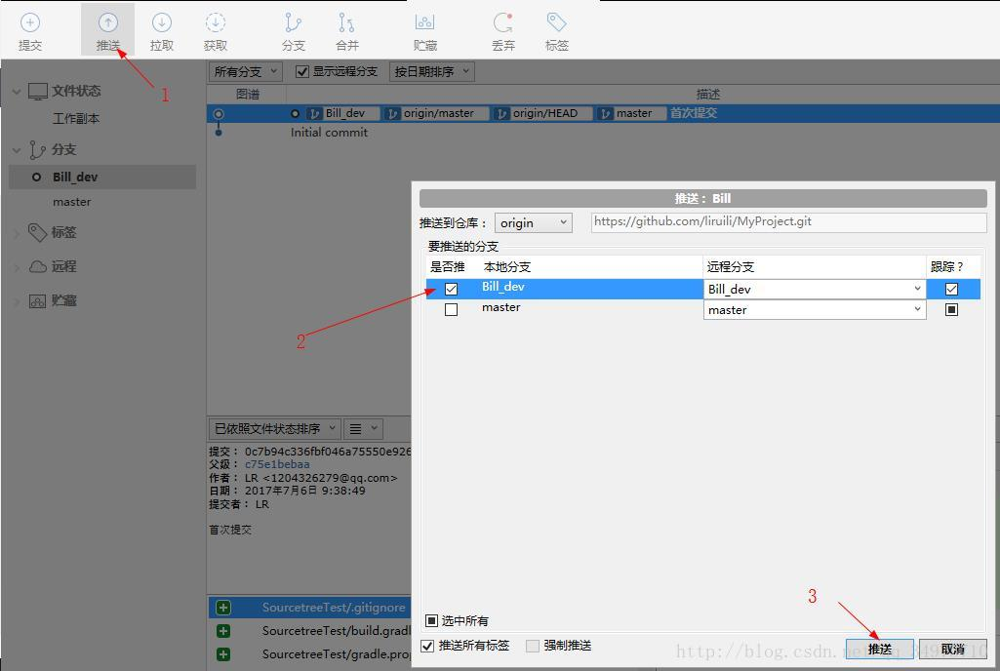 提交 推送 拉取 获取 分支 合并 贮藏 丢弃 标签
1
所有分支 显示远程分支 按日期排序
文件状态
工作副本
分支
Bill_dev
master
标签
远程
贮藏
图谱 描述
Bill_dev origin/master origin/HEAD master 首次提交
Initial commit
推送: Bill
推送到仓库: origin https://github.com/liruili/MyProject.git
要推送的分支
是否推 本地分支 远程分支 跟踪?
Bill_dev Bill_dev
master master
2
已依照文件状态排序
提交: 0c7b94c336fbf046a75550e926
父级: c75e1bebaa
作者: LR <1204326279@qq.com>
日期: 2017年7月6日 9:38:49
提交者: LR
首次提交
SourcetreeTest/.gitignore
SourcetreeTest/build.gradl
SourcetreeTest/gradle.prop
3
选中所有
推送所有标签 强制推送
推送 取消
http://blog.csdn.net